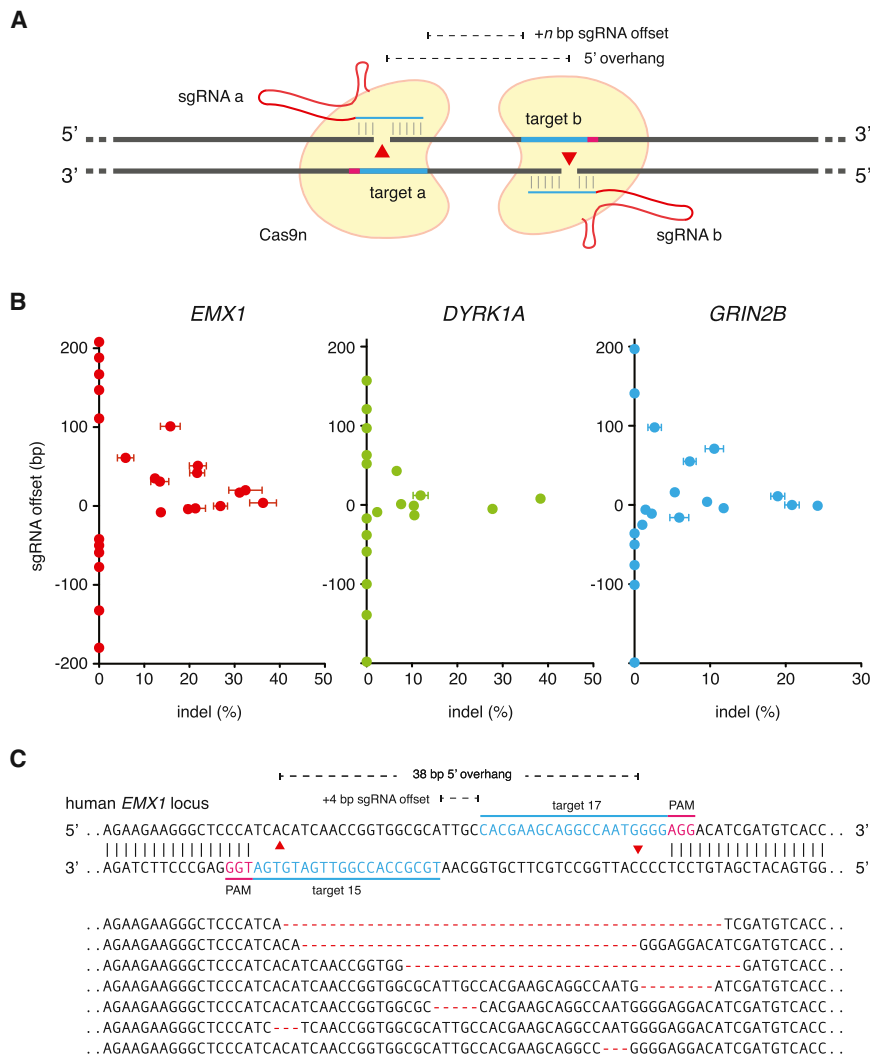 A
+n bp sgRNA offset
5' overhang
sgRNA a
target b
5'
3'
3'
5'
target a
Cas9n
sgRNA b
B
EMX1
DYRK1A
GRIN2B
sgRNA offset (bp)
200
100
0
-100
-200
0 10 20 30 40 50
indel (%)
200
100
0
-100
0 10 20 30 40 50
indel (%)
200
100
0
-100
0 10 20 30
indel (%)
C
38 bp 5' overhang
human EMX1 locus
+4 bp sgRNA offset
target 17
PAM
5' ..AGAAGAAGGGCTCCCATCACATCAACCGGTGGCGCATTGCCACGAAGCAGGCCAATGGGGAGGACATCGATGTCACC.. 3'
3' ..AGATCTTCCCGAGGGTAGTGTAGTTGGCCACCGCGTAACGGTGCTTCGTCCGGTTACCCCTCCTGTAGCTACAGTGG.. 5'
PAM
target 15
..AGAAGAAGGGCTCCCATCA------------------------------------------------TCGATGTCACC..
..AGAAGAAGGGCTCCCATCACA-------------------------------------GGGAGGACATCGATGTCACC..
..AGAAGAAGGGCTCCCATCACATCAACCGGTGG-------------------------------------GATGTCACC..
..AGAAGAAGGGCTCCCATCACATCAACCGGTGGCGCATTGCCACGAAGCAGGCCAATG--------ATCGATGTCACC..
..AGAAGAAGGGCTCCCATCACATCAACCGGTGGCGC-----CACGAAGCAGGCCAATGGGGAGGACATCGATGTCACC..
..AGAAGAAGGGCTCCCATC---TCAACCGGTGGCGCATTGCCACGAAGCAGGCCAATGGGGAGGACATCGATGTCACC..
..AGAAGAAGGGCTCCCATCACATCAACCGGTGGCGCATTGCCACGAAGCAGGCC---GGGGAGGACATCGATGTCACC..